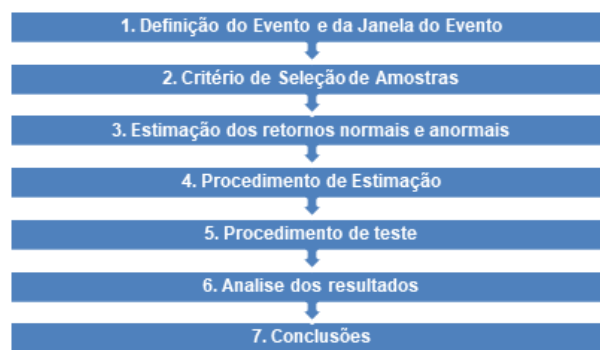 1. Definição do Evento e da Janela do Evento
2. Critério de Seleção de Amostras
3. Estimação dos retornos normais e anormais
4. Procedimento de Estimação
5. Procedimento de teste
6. Analise dos resultados
7. Conclusões